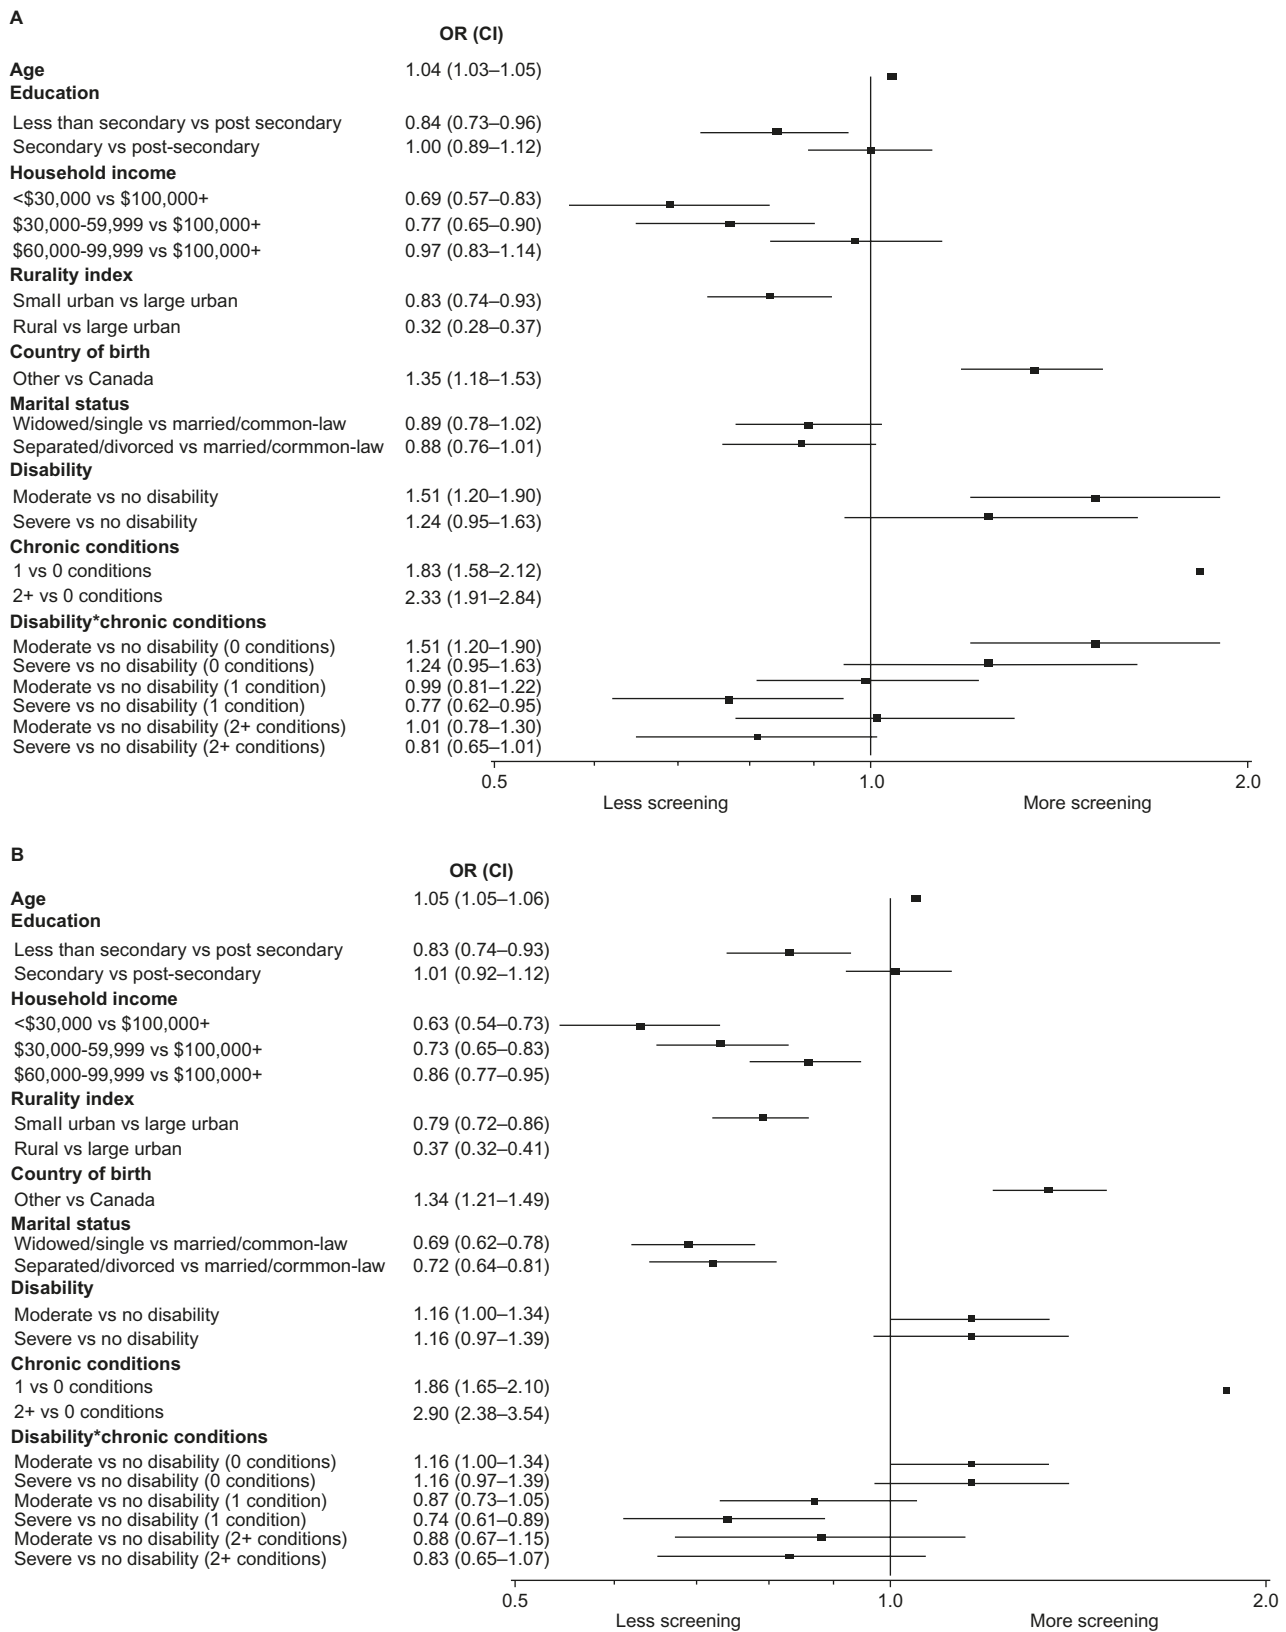 A
OR (CI)
Age 1.04 (1.03–1.05)
Education
Less than secondary vs post secondary 0.84 (0.73–0.96)
Secondary vs post-secondary 1.00 (0.89–1.12)
Household income
<$30,000 vs $100,000+ 0.69 (0.57–0.83)
$30,000-59,999 vs $100,000+ 0.77 (0.65–0.90)
$60,000-99,999 vs $100,000+ 0.97 (0.83–1.14)
Rurality index
Small urban vs large urban 0.83 (0.74–0.93)
Rural vs large urban 0.32 (0.28–0.37)
Country of birth
Other vs Canada 1.35 (1.18–1.53)
Marital status
Widowed/single vs married/common-law 0.89 (0.78–1.02)
Separated/divorced vs married/cormmon-law 0.88 (0.76–1.01)
Disability
Moderate vs no disability 1.51 (1.20–1.90)
Severe vs no disability 1.24 (0.95–1.63)
Chronic conditions
1 vs 0 conditions 1.83 (1.58–2.12)
2+ vs 0 conditions 2.33 (1.91–2.84)
Disability*chronic conditions
Moderate vs no disability (0 conditions) 1.51 (1.20–1.90)
Severe vs no disability (0 conditions) 1.24 (0.95–1.63)
Moderate vs no disability (1 condition) 0.99 (0.81–1.22)
Severe vs no disability (1 condition) 0.77 (0.62–0.95)
Moderate vs no disability (2+ conditions) 1.01 (0.78–1.30)
Severe vs no disability (2+ conditions) 0.81 (0.65–1.01)
0.5 1.0 2.0
Less screening More screening
B
OR (CI)
Age 1.05 (1.05–1.06)
Education
Less than secondary vs post secondary 0.83 (0.74–0.93)
Secondary vs post-secondary 1.01 (0.92–1.12)
Household income
<$30,000 vs $100,000+ 0.63 (0.54–0.73)
$30,000-59,999 vs $100,000+ 0.73 (0.65–0.83)
$60,000-99,999 vs $100,000+ 0.86 (0.77–0.95)
Rurality index
Small urban vs large urban 0.79 (0.72–0.86)
Rural vs large urban 0.37 (0.32–0.41)
Country of birth
Other vs Canada 1.34 (1.21–1.49)
Marital status
Widowed/single vs married/common-law 0.69 (0.62–0.78)
Separated/divorced vs married/cormmon-law 0.72 (0.64–0.81)
Disability
Moderate vs no disability 1.16 (1.00–1.34)
Severe vs no disability 1.16 (0.97–1.39)
Chronic conditions
1 vs 0 conditions 1.86 (1.65–2.10)
2+ vs 0 conditions 2.90 (2.38–3.54)
Disability*chronic conditions
Moderate vs no disability (0 conditions) 1.16 (1.00–1.34)
Severe vs no disability (0 conditions) 1.16 (0.97–1.39)
Moderate vs no disability (1 condition) 0.87 (0.73–1.05)
Severe vs no disability (1 condition) 0.74 (0.61–0.89)
Moderate vs no disability (2+ conditions) 0.88 (0.67–1.15)
Severe vs no disability (2+ conditions) 0.83 (0.65–1.07)
0.5 1.0 2.0
Less screening More screening